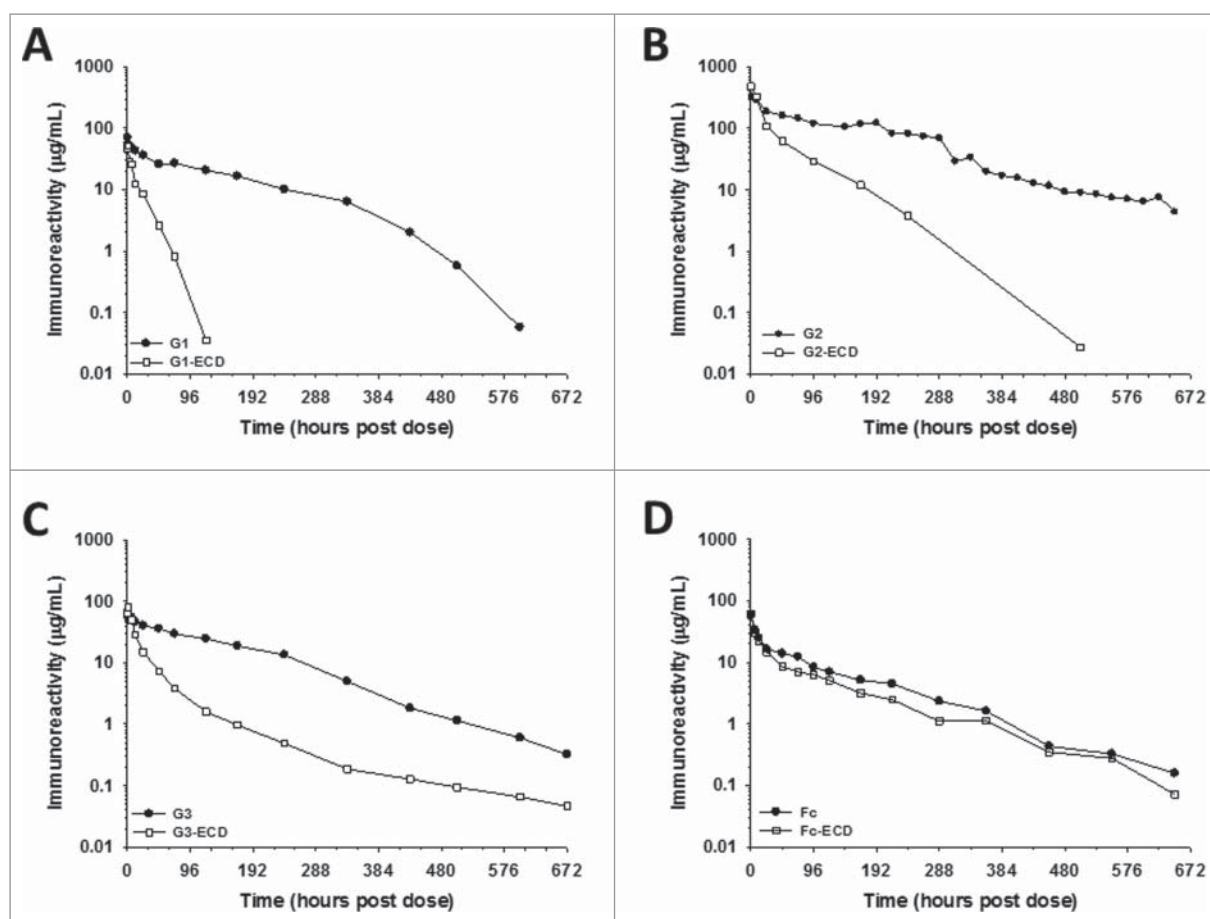 A
1000
100
10
1
0.1
0.01
Immunoreactivity (µg/mL)
G1
G1-ECD
0 96 192 288 384 480 576 672
Time (hours post dose)
B
1000
100
10
1
0.1
0.01
Immunoreactivity (µg/mL)
G2
G2-ECD
0 96 192 288 384 480 576 672
Time (hours post dose)
C
1000
100
10
1
0.1
0.01
Immunoreactivity (µg/mL)
G3
G3-ECD
0 96 192 288 384 480 576 672
Time (hours post dose)
D
1000
100
10
1
0.1
0.01
Immunoreactivity (µg/mL)
Fc
Fc-ECD
0 96 192 288 384 480 576 672
Time (hours post dose)